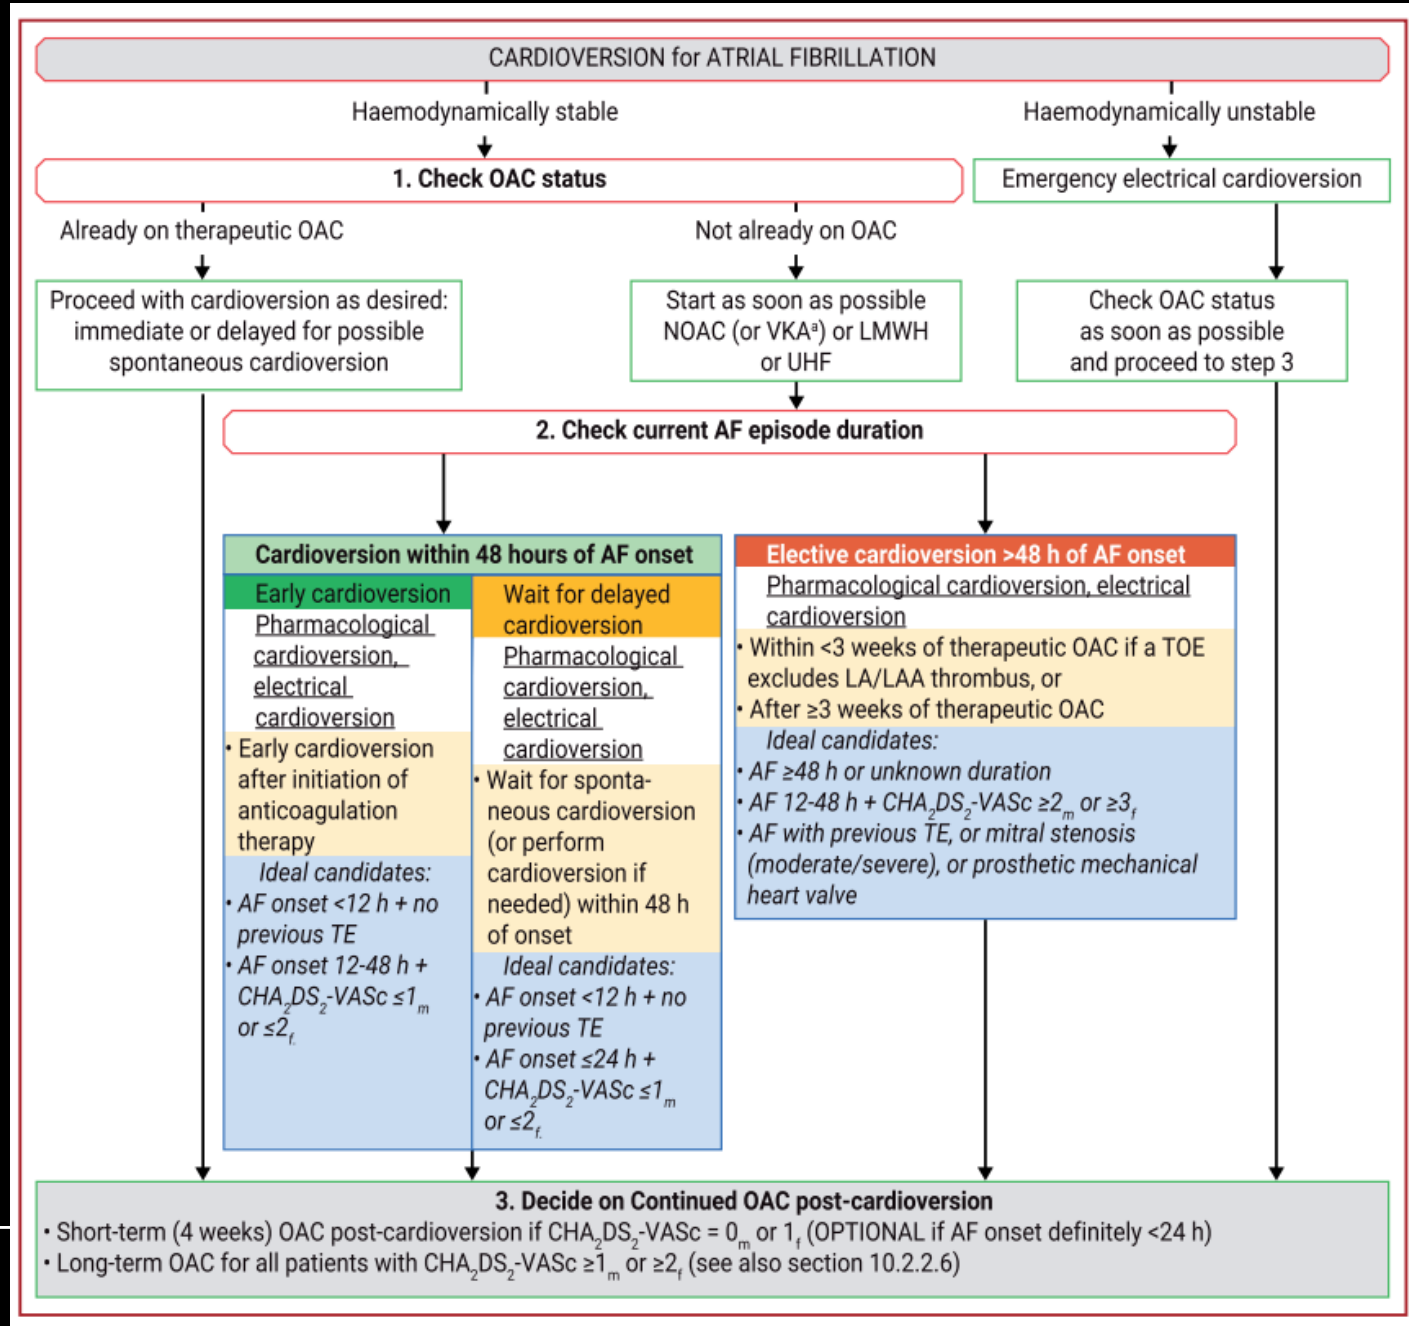 CARDIOVERSION for ATRIAL FIBRILLATION
Haemodynamically stable
Haemodynamically unstable
1. Check OAC status
Emergency electrical cardioversion
Already on therapeutic OAC
Not already on OAC
Proceed with cardioversion as desired:
immediate or delayed for possible
spontaneous cardioversion
Start as soon as possible
NOAC (or VKAᵃ) or LMWH
or UHF
Check OAC status
as soon as possible
and proceed to step 3
2. Check current AF episode duration
Cardioversion within 48 hours of AF onset
Early cardioversion
Pharmacological
cardioversion,
electrical
cardioversion
• Early cardioversion
after initiation of
anticoagulation
therapy
Ideal candidates:
• AF onset <12 h + no
previous TE
• AF onset 12-48 h +
CHA₂DS₂-VASc ≤1ₘ
or ≤2f.
Wait for delayed
cardioversion
Pharmacological
cardioversion,
electrical
cardioversion
• Wait for sponta-
neous cardioversion
(or perform
cardioversion if
needed) within 48 h
of onset
Ideal candidates:
• AF onset <12 h + no
previous TE
• AF onset ≤24 h +
CHA₂DS₂-VASc ≤1ₘ
or ≤2f.
Elective cardioversion >48 h of AF onset
Pharmacological cardioversion, electrical
cardioversion
• Within <3 weeks of therapeutic OAC if a TOE
excludes LA/LAA thrombus, or
• After ≥3 weeks of therapeutic OAC
Ideal candidates:
• AF ≥48 h or unknown duration
• AF 12-48 h + CHA₂DS₂-VASc ≥2ₘ or ≥3f
• AF with previous TE, or mitral stenosis
(moderate/severe), or prosthetic mechanical
heart valve
3. Decide on Continued OAC post-cardioversion
• Short-term (4 weeks) OAC post-cardioversion if CHA₂DS₂-VASc = 0ₘ or 1f (OPTIONAL if AF onset definitely <24 h)
• Long-term OAC for all patients with CHA₂DS₂-VASc ≥1ₘ or ≥2f (see also section 10.2.2.6)